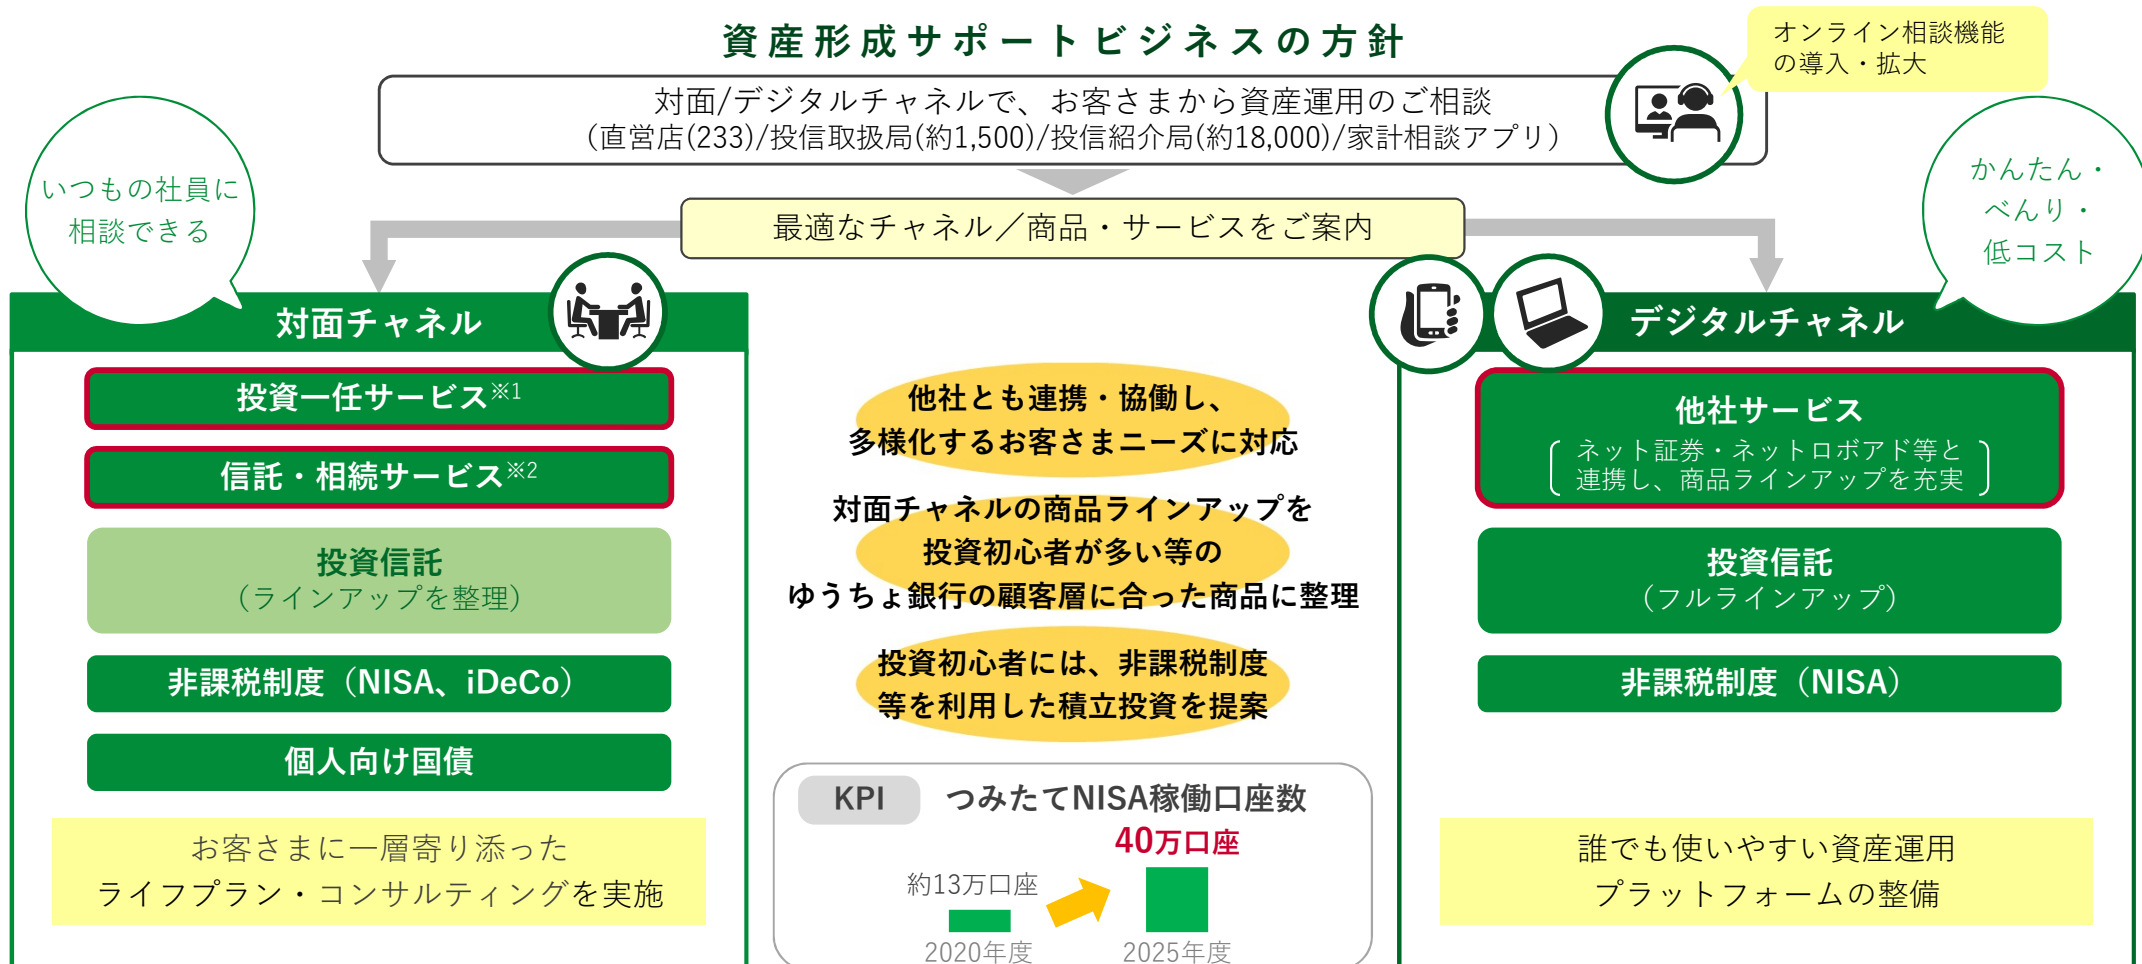 資産形成サポートビジネスの方針
オンライン相談機能
の導入・拡大
対面/デジタルチャネルで、お客さまから資産運用のご相談
(直営店(233)/投信取扱局(約1,500)/投信紹介局(約18,000)/家計相談アプリ)
いつもの社員に
相談できる
かんたん・
べんり・
低コスト
最適なチャネル／商品・サービスをご案内
対面チャネル
投資一任サービス※1
信託・相続サービス※2
投資信託
(ラインアップを整理)
非課税制度（NISA、iDeCo）
個人向け国債
お客さまに一層寄り添った
ライフプラン・コンサルティングを実施
他社とも連携・協働し、
多様化するお客さまニーズに対応
対面チャネルの商品ラインアップを
投資初心者が多い等の
ゆうちょ銀行の顧客層に合った商品に整理
投資初心者には、非課税制度
等を利用した積立投資を提案
KPI つみたてNISA稼働口座数
40万口座
約13万口座
2020年度 2025年度
デジタルチャネル
他社サービス
ネット証券・ネットロボアド等と
連携し、商品ラインアップを充実
投資信託
（フルラインアップ）
非課税制度（NISA）
誰でも使いやすい資産運用
プラットフォームの整備